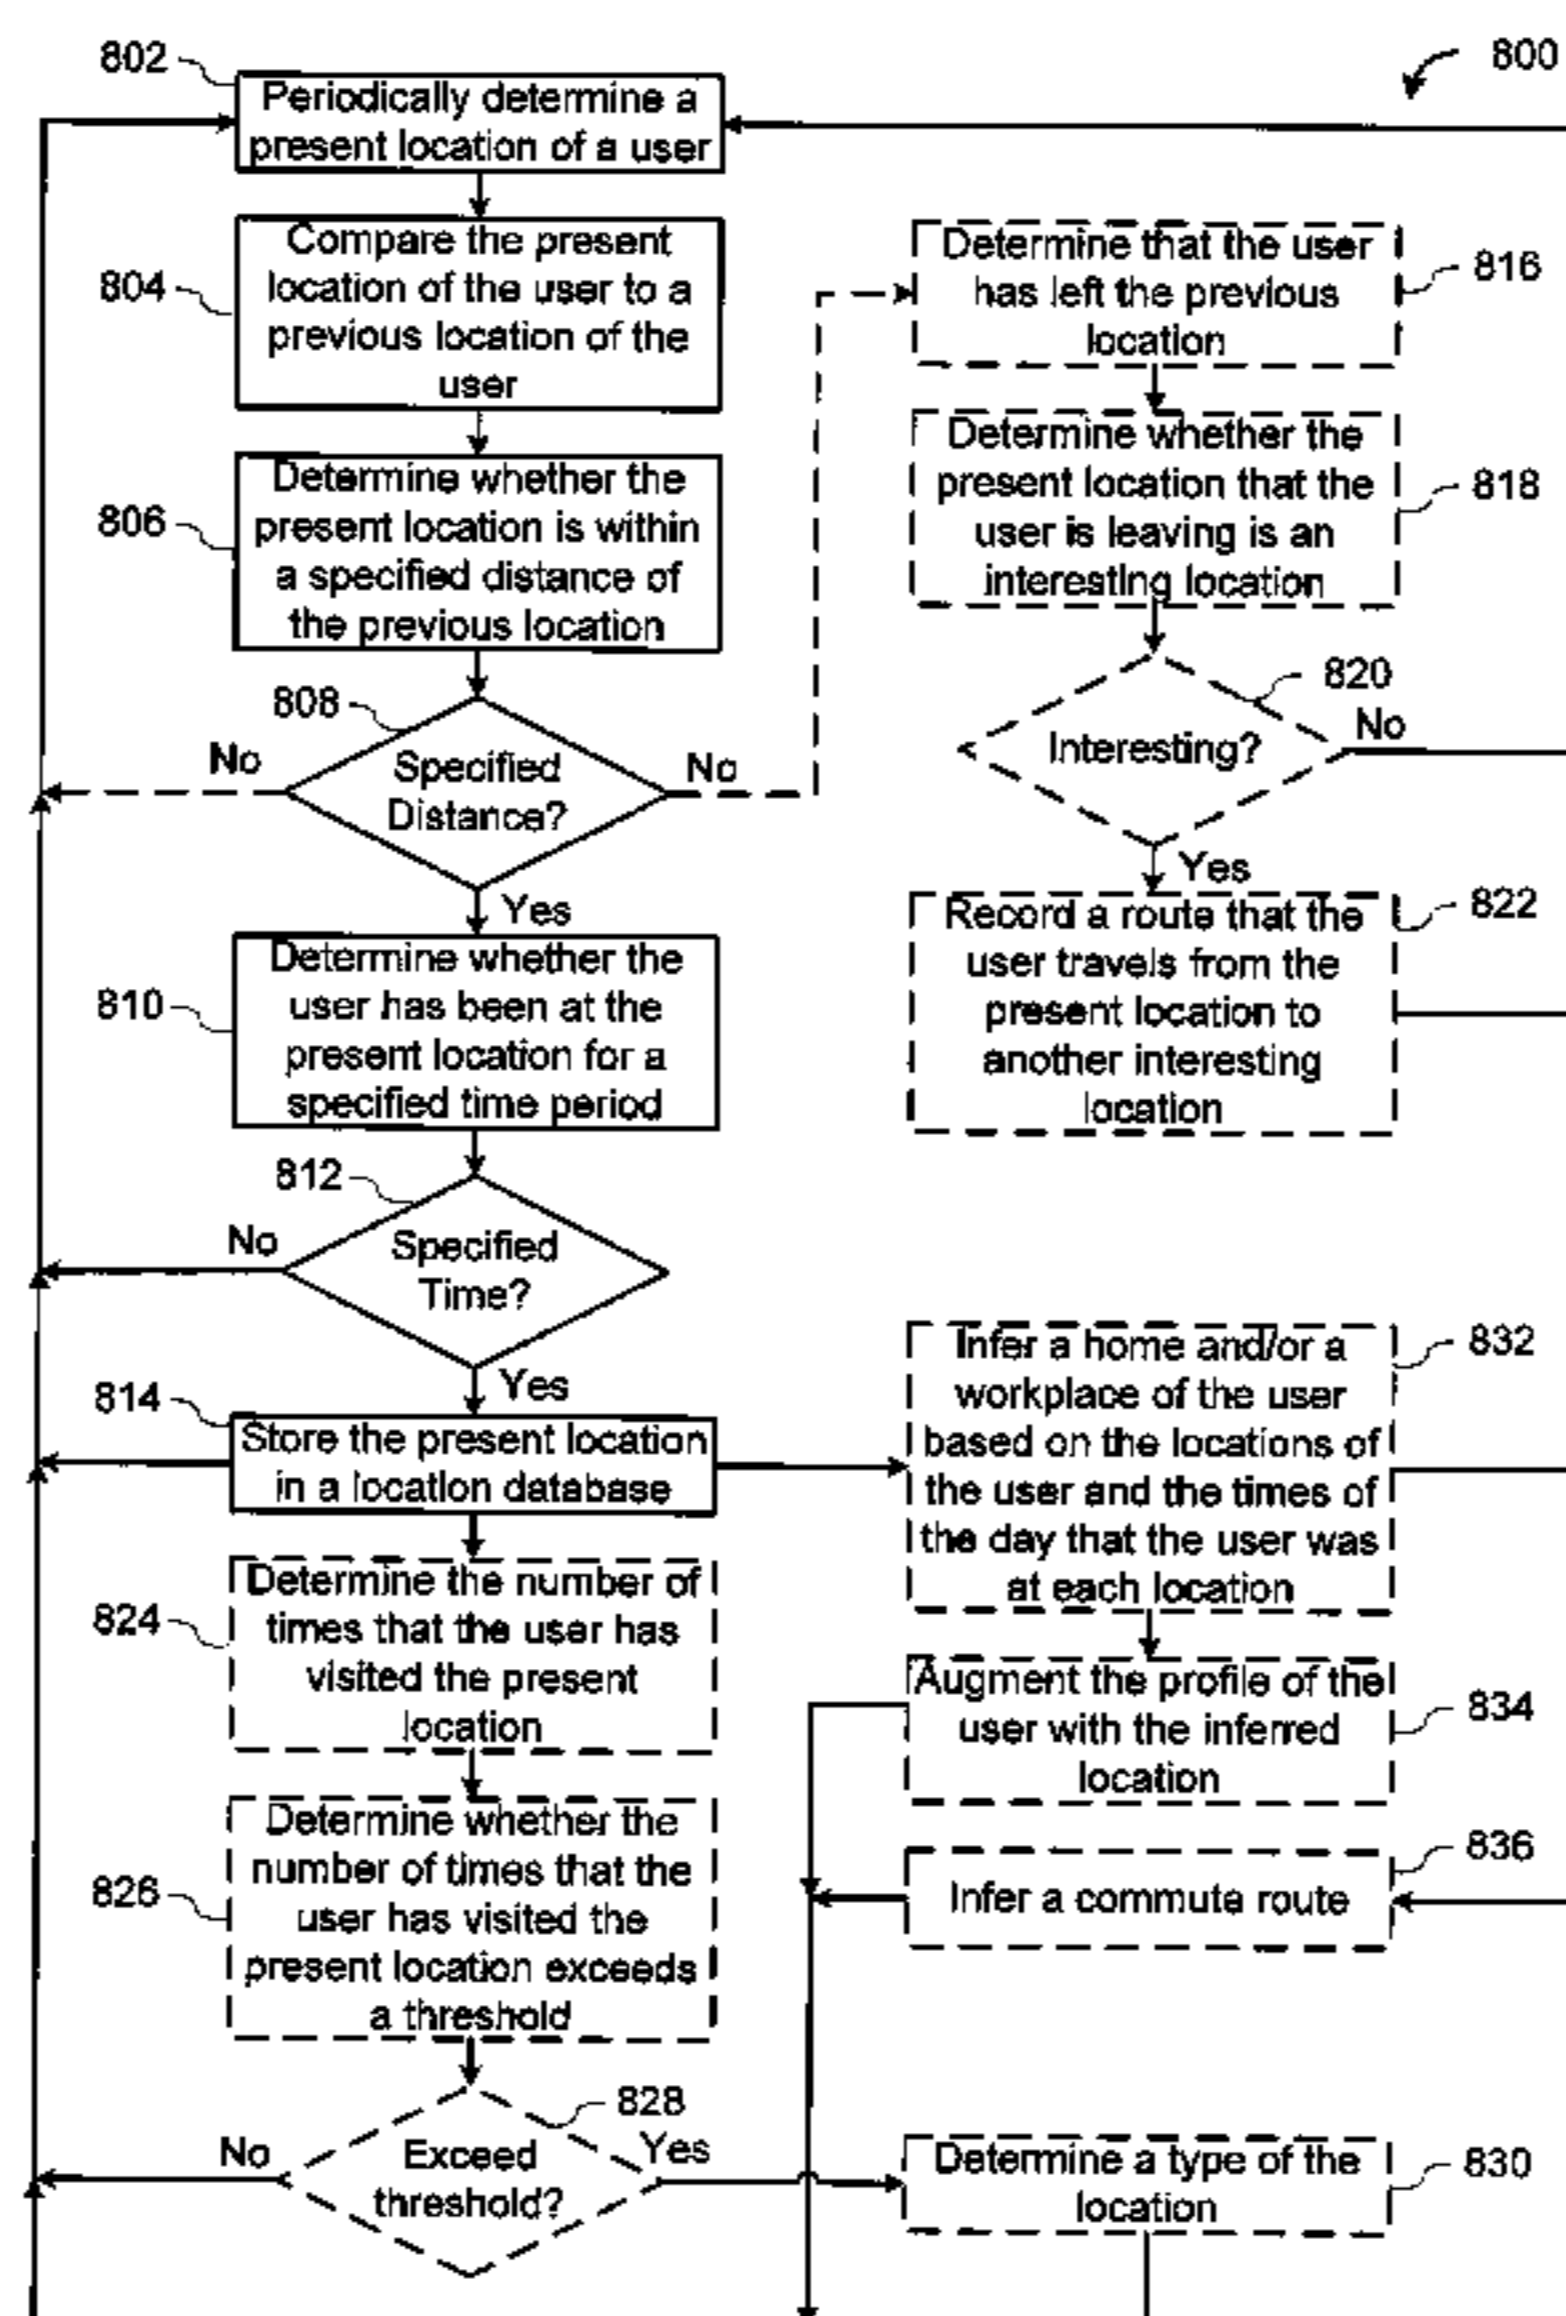 800
802
Periodically determine a
present location of a user
804
Compare the present
location of the user to a
previous location of the
user
806
Determine whether the
present location is within
a specified distance of
the previous location
808
Specified
Distance?
No
No
Yes
810
Determine whether the
user has been at the
present location for a
specified time period
812
Specified
Time?
No
Yes
814
Store the present location
in a location database
816
Determine that the user
has left the previous
location
818
Determine whether the
present location that the
user is leaving is an
interesting location
820
Interesting?
No
Yes
822
Record a route that the
user travels from the
present location to
another interesting
location
824
Determine the number of
times that the user has
visited the present
location
826
Determine whether the
number of times that the
user has visited the
present location exceeds
a threshold
828
Exceed
threshold?
No
Yes
830
Determine a type of the
location
832
Infer a home and/or a
workplace of the user
based on the locations of
the user and the times of
the day that the user was
at each location
834
Augment the profile of the
user with the inferred
location
836
Infer a commute route